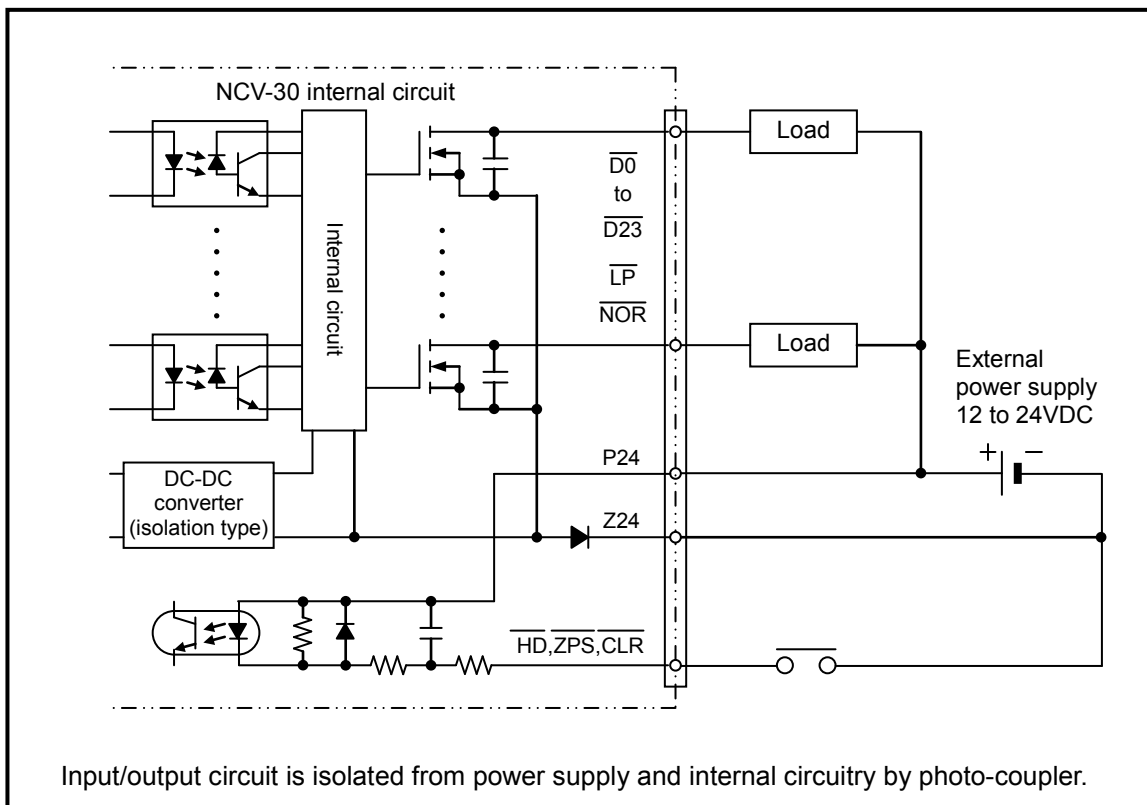 NCV-30 internal circuit
Load
D0
to
D23
Internal circuit
LP
NOR
Load
External
power supply
12 to 24VDC
P24
+
−
DC-DC
converter
(isolation type)
Z24
HD,ZPS,CLR
Input/output circuit is isolated from power supply and internal circuitry by photo-coupler.